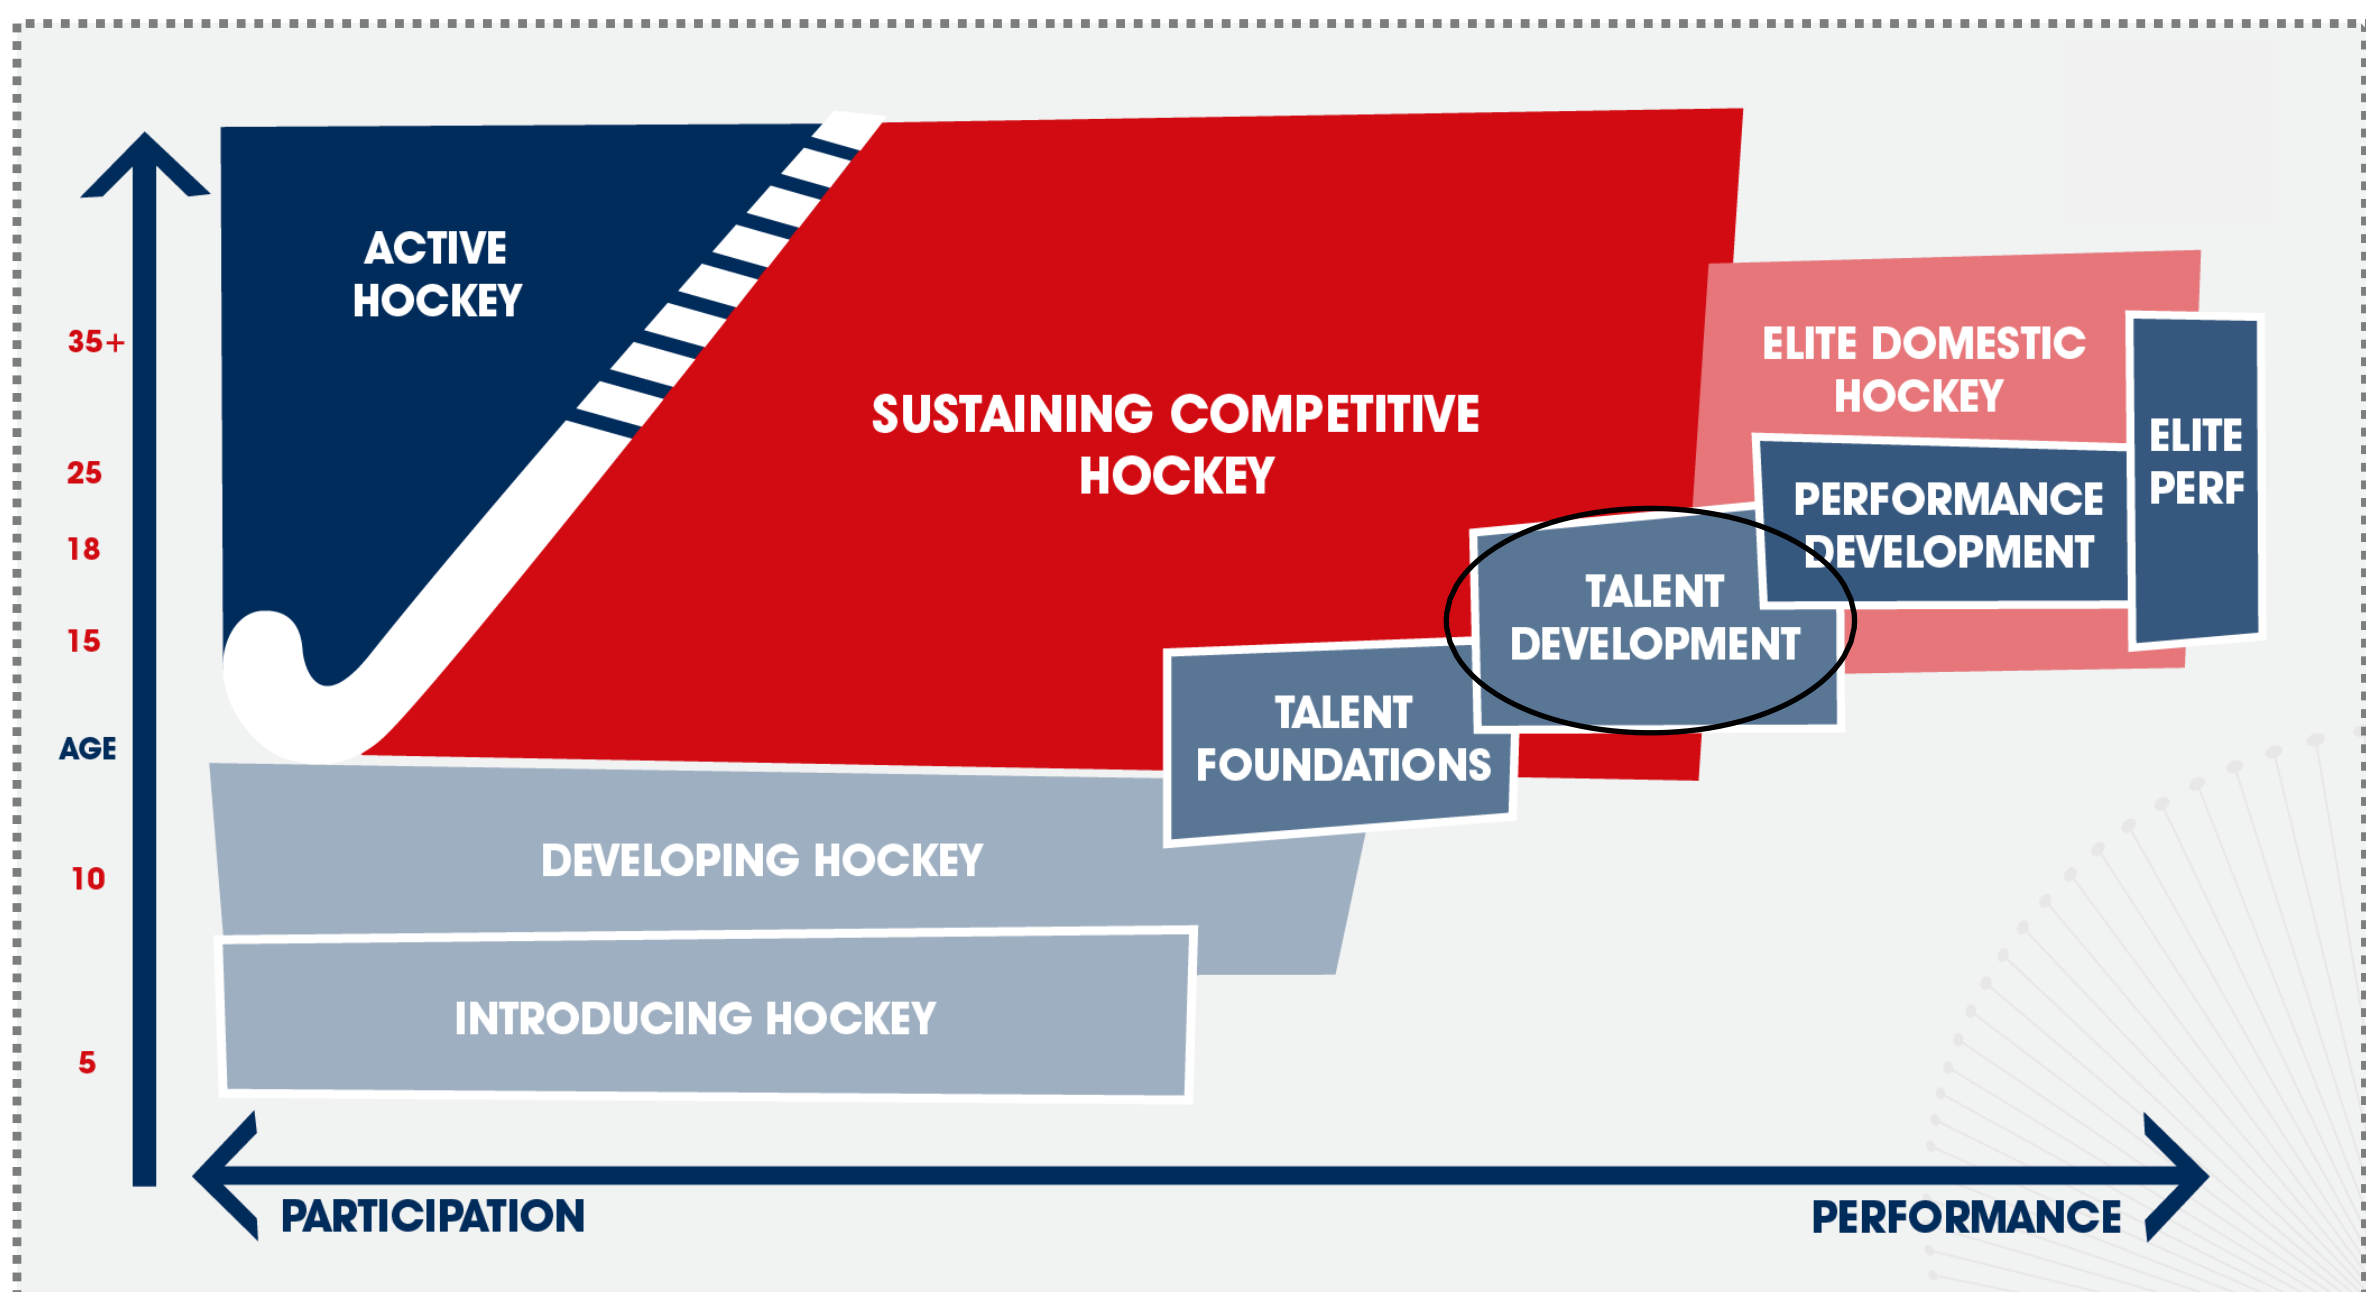 ACTIVE
HOCKEY
SUSTAINING COMPETITIVE
HOCKEY
ELITE DOMESTIC
HOCKEY
ELITE
PERF
PERFORMANCE
DEVELOPMENT
TALENT
DEVELOPMENT
TALENT
FOUNDATIONS
DEVELOPING HOCKEY
INTRODUCING HOCKEY
35+
25
18
15
AGE
10
5
PARTICIPATION
PERFORMANCE